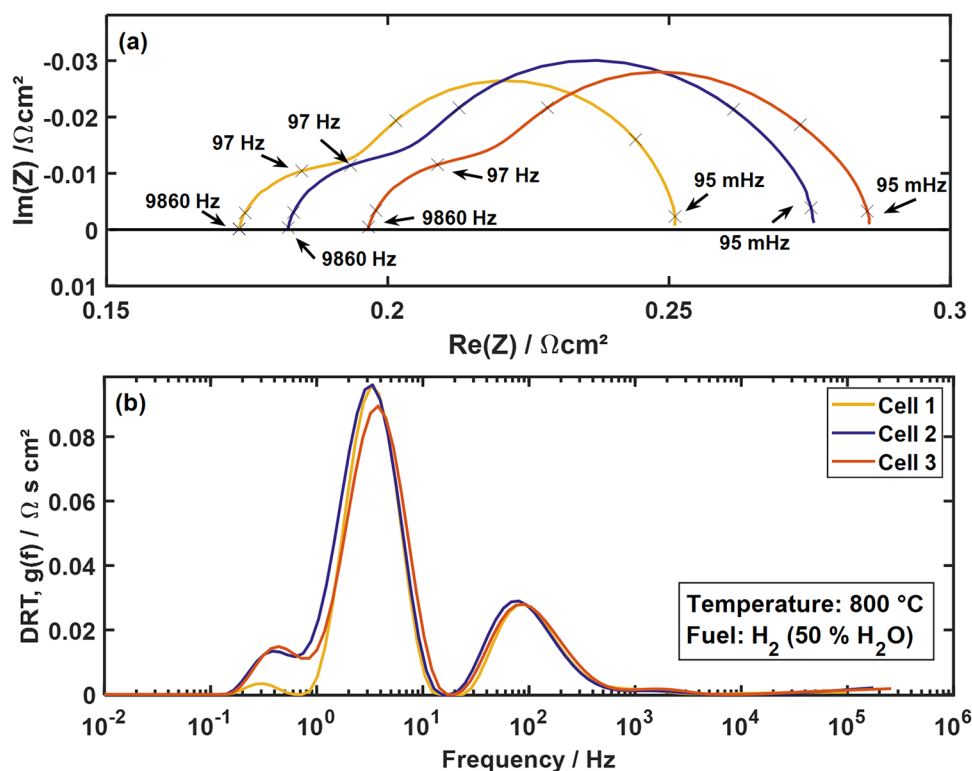 (a)
-0.03
-0.02
-0.01
0
0.01
Im(Z) / Ωcm²
97 Hz
97 Hz
97 Hz
9860 Hz
9860 Hz
9860 Hz
95 mHz
95 mHz
95 mHz
0.15 0.2 0.25 0.3
Re(Z) / Ωcm²
(b)
0.08
0.06
0.04
0.02
0
DRT, g(f) / Ω s cm²
Cell 1
Cell 2
Cell 3
Temperature: 800 °C
Fuel: H₂ (50 % H₂O)
10⁻² 10⁻¹ 10⁰ 10¹ 10² 10³ 10⁴ 10⁵ 10⁶
Frequency / Hz